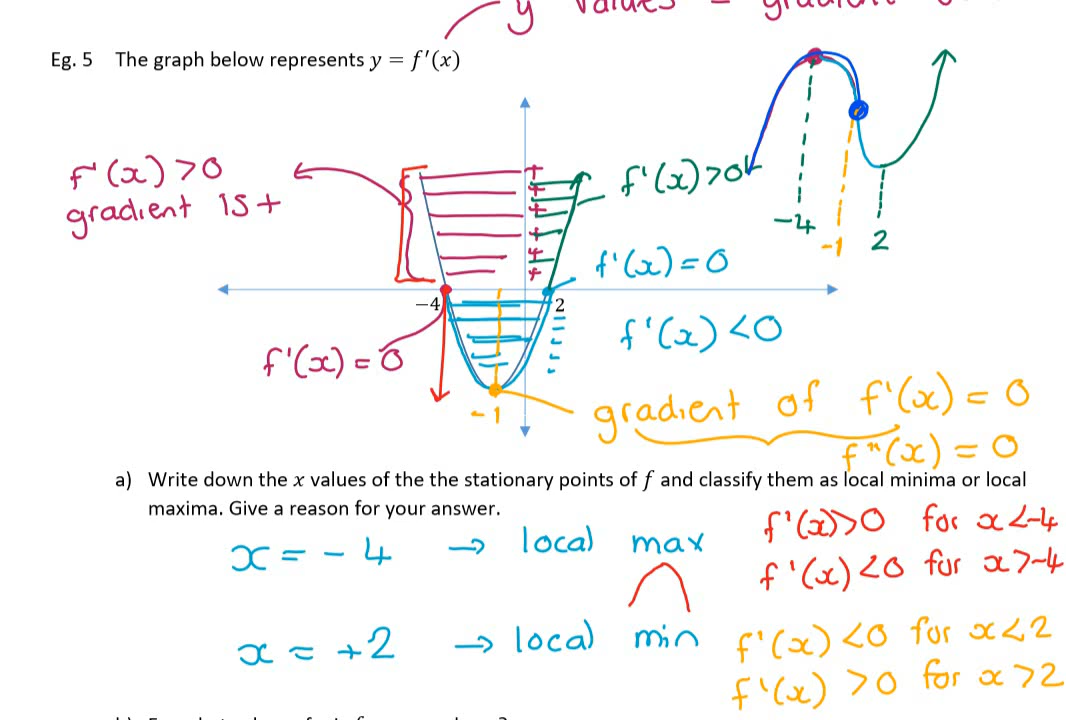 y values = gradient
Eg. 5 The graph below represents y = f'(x)
f'(x) > 0
gradient is +
f'(x) > 0
+
+
+
+
+
+
-4
-1
2
f'(x) = 0
-4
2
f'(x) < 0
f'(x) = 0
-1
gradient of f'(x) = 0
f"(x) = 0
a) Write down the x values of the the stationary points of f and classify them as local minima or local
maxima. Give a reason for your answer.
x = -4 → local max
f'(x) > 0 for x < -4
f'(x) < 0 for x > -4
x = +2 → local min
f'(x) < 0 for x < 2
f'(x) > 0 for x > 2